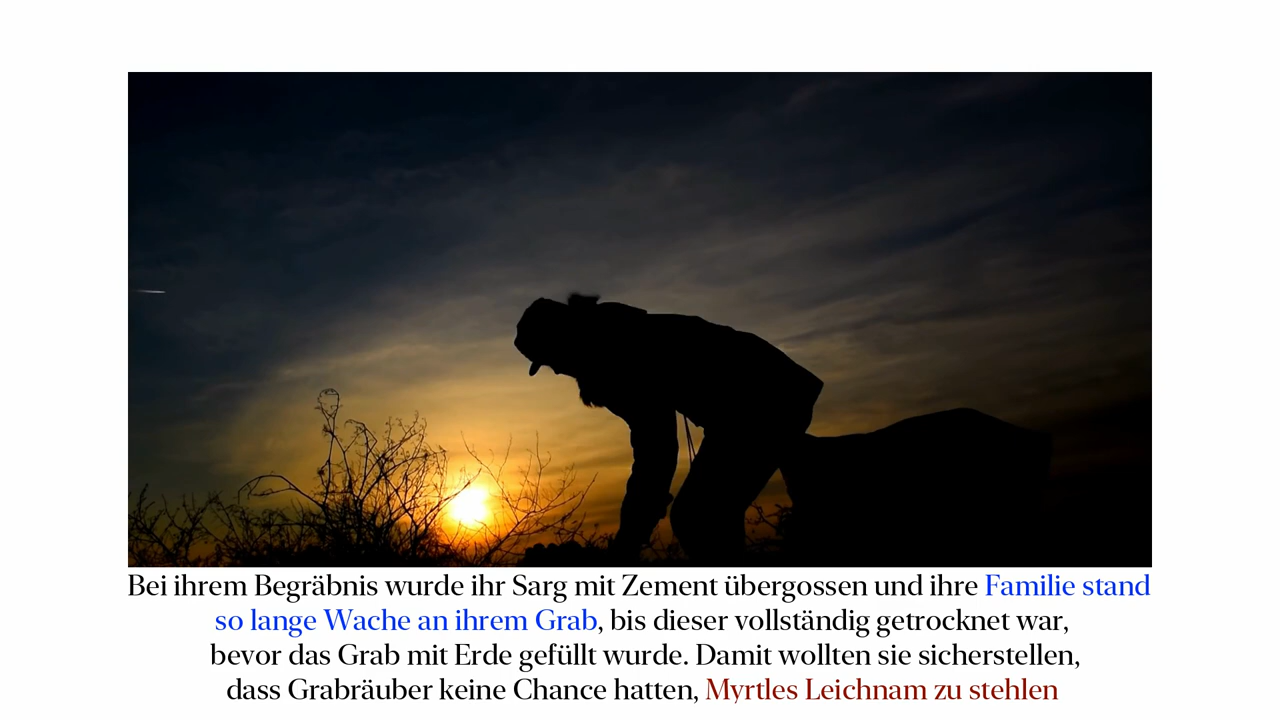 Bei ihrem Begräbnis wurde ihr Sarg mit Zement übergossen und ihre Familie stand
so lange Wache an ihrem Grab, bis dieser vollständig getrocknet war,
bevor das Grab mit Erde gefüllt wurde. Damit wollten sie sicherstellen,
dass Grabräuber keine Chance hatten, Myrtles Leichnam zu stehlen